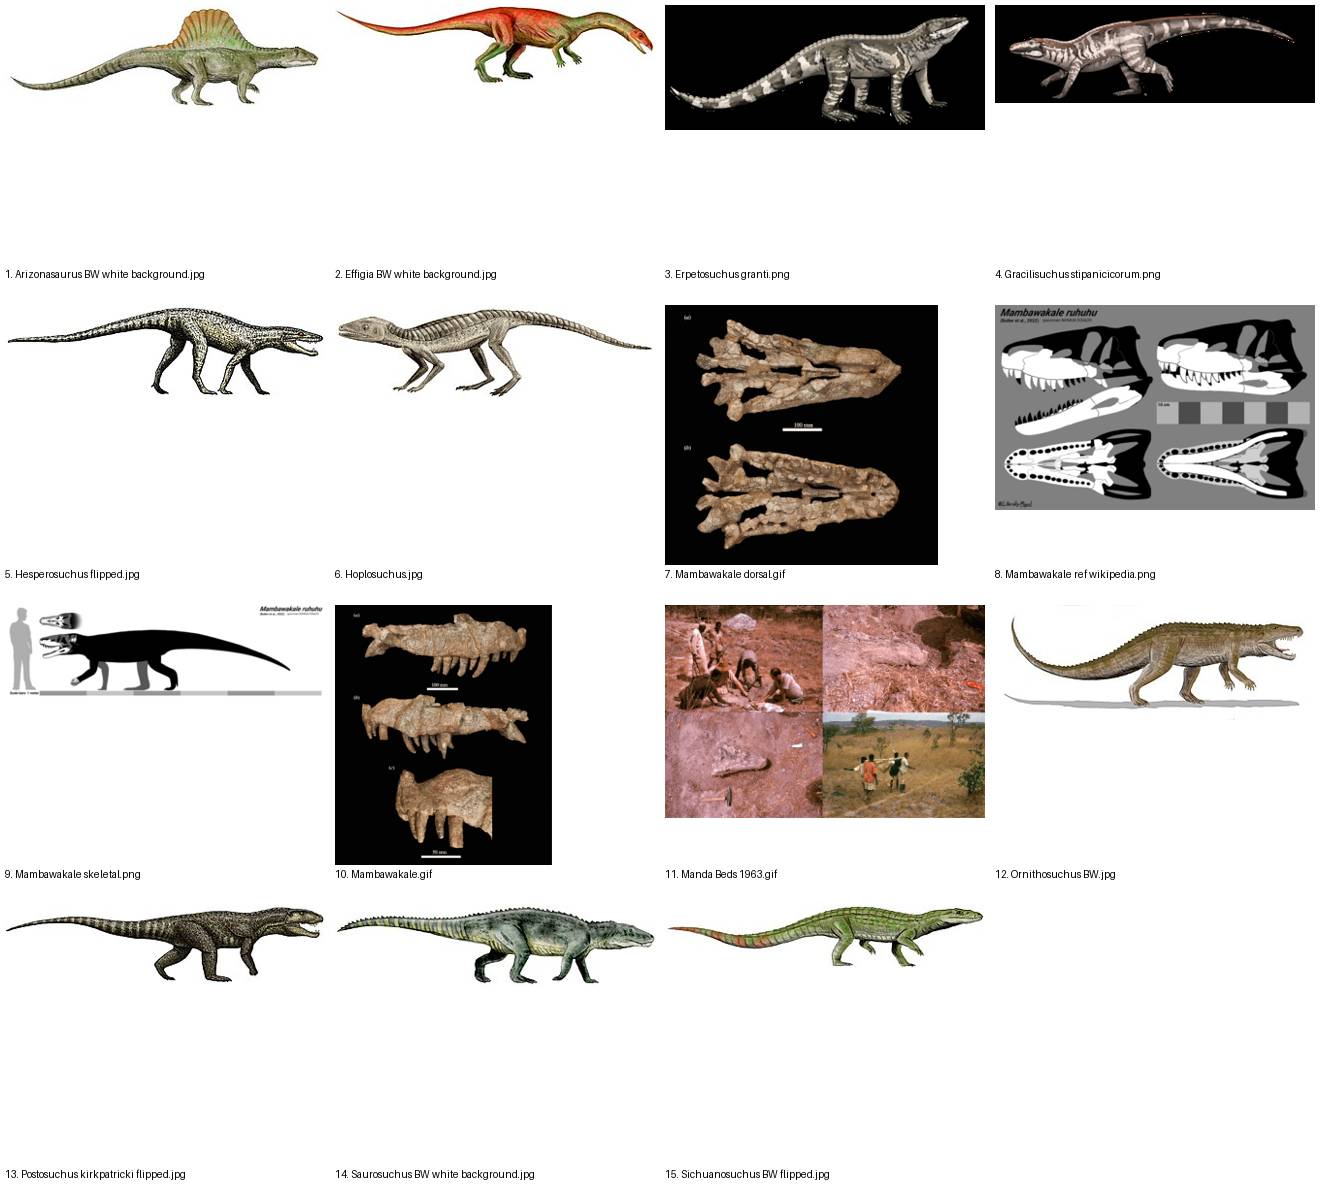 1. Arizonasaurus BW white background.jpg
2. Effigia BW white background.jpg
3. Erpetosuchus granti.png
4. Gracilisuchus stipanicicorum.png
(a)
100 mm
(b)
Mambawakale ruhuhu
5. Hesperosuchus flipped.jpg
6. Hoplosuchus.jpg
7. Mambawakale dorsal.gif
8. Mambawakale ref wikipedia.png
Mambawakale ruhuhu
(a)
100 mm
(b)
50 mm
9. Mambawakale skeletal.png
10. Mambawakale.gif
11. Manda Beds 1963.gif
12. Ornithosuchus BW.jpg
13. Postosuchus kirkpatricki flipped.jpg
14. Saurosuchus BW white background.jpg
15. Sichuanosuchus BW flipped.jpg